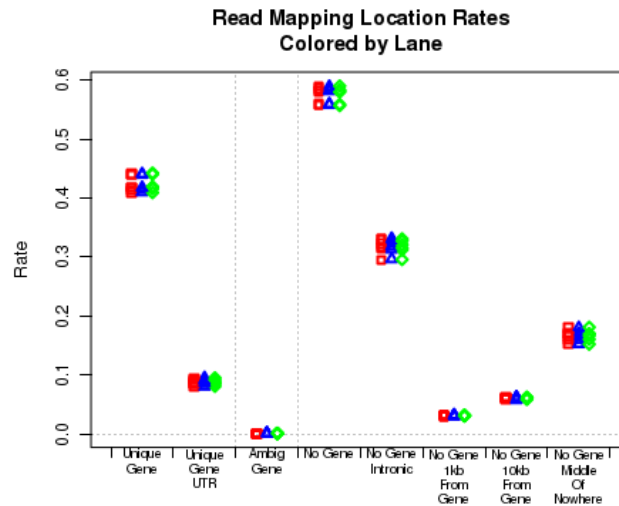 Read Mapping Location Rates
Colored by Lane
Rate
0.6
0.5
0.4
0.3
0.2
0.1
0.0
Unique
Gene
Unique
Gene
UTR
Ambig
Gene
No Gene
No Gene
Intronic
No Gene
1kb
From
Gene
No Gene
10kb
From
Gene
No Gene
Middle
Of
Nowhere